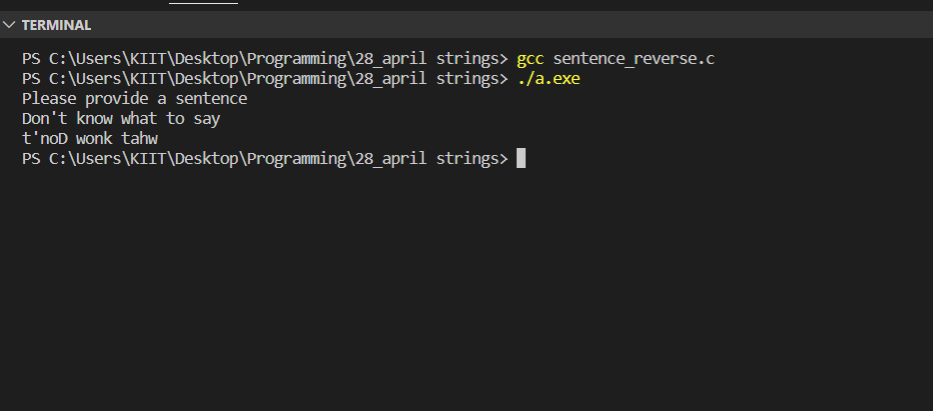 TERMINAL
PS C:\Users\KIIT\Desktop\Programming\28_april strings> gcc sentence_reverse.c
PS C:\Users\KIIT\Desktop\Programming\28_april strings> ./a.exe
Please provide a sentence
Don't know what to say
t'noD wonk tahw
PS C:\Users\KIIT\Desktop\Programming\28_april strings>